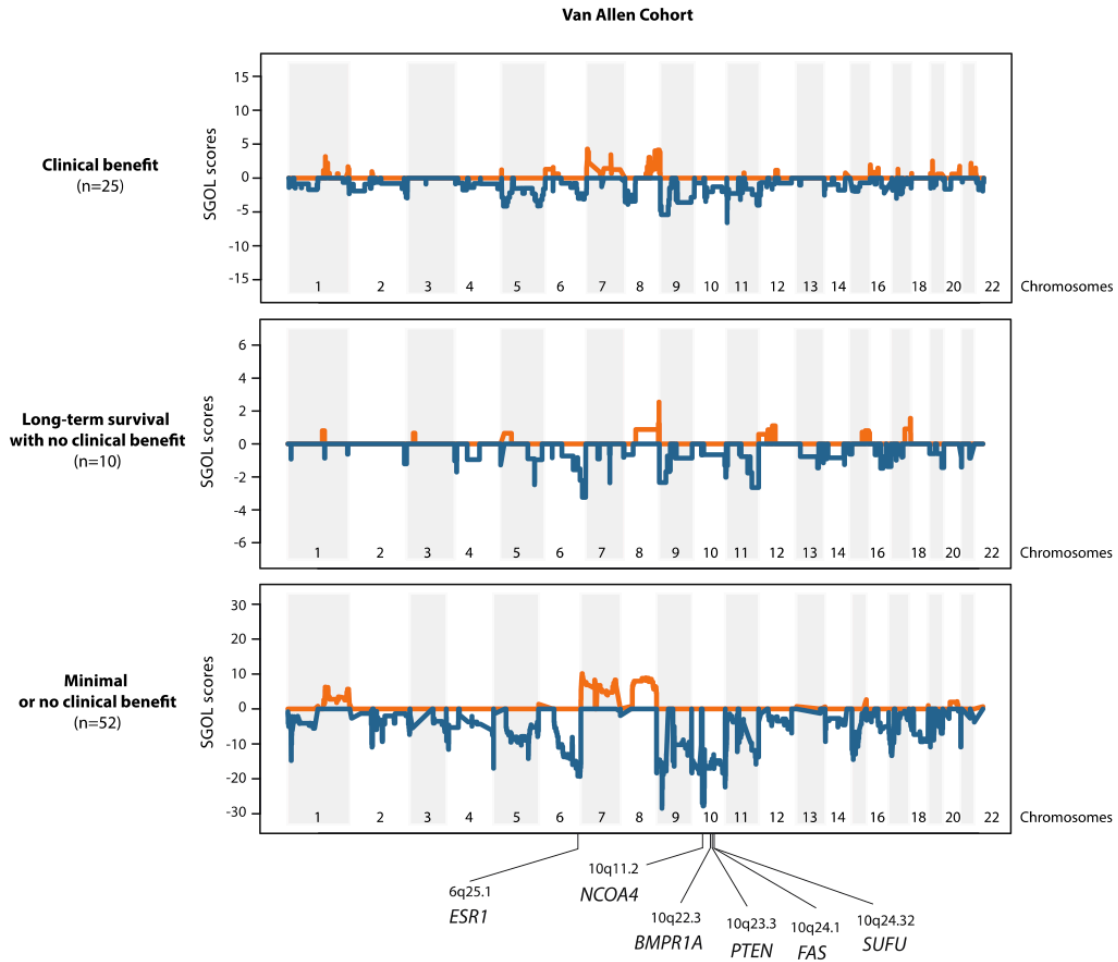 Van Allen Cohort
Clinical benefit
(n=25)
SGOL scores
15
10
5
0
-5
-10
-15
1 2 3 4 5 6 7 8 9 10 11 12 13 14 16 18 20 22 Chromosomes
Long-term survival
with no clinical benefit
(n=10)
SGOL scores
6
4
2
0
-2
-4
-6
1 2 3 4 5 6 7 8 9 10 11 12 13 14 16 18 20 22 Chromosomes
Minimal
or no clinical benefit
(n=52)
SGOL scores
30
20
10
0
-10
-20
-30
1 2 3 4 5 6 7 8 9 10 11 12 13 14 16 18 20 22 Chromosomes
6q25.1
ESR1
10q11.2
NCOA4
10q22.3
BMPR1A
10q23.3
PTEN
10q24.1
FAS
10q24.32
SUFU